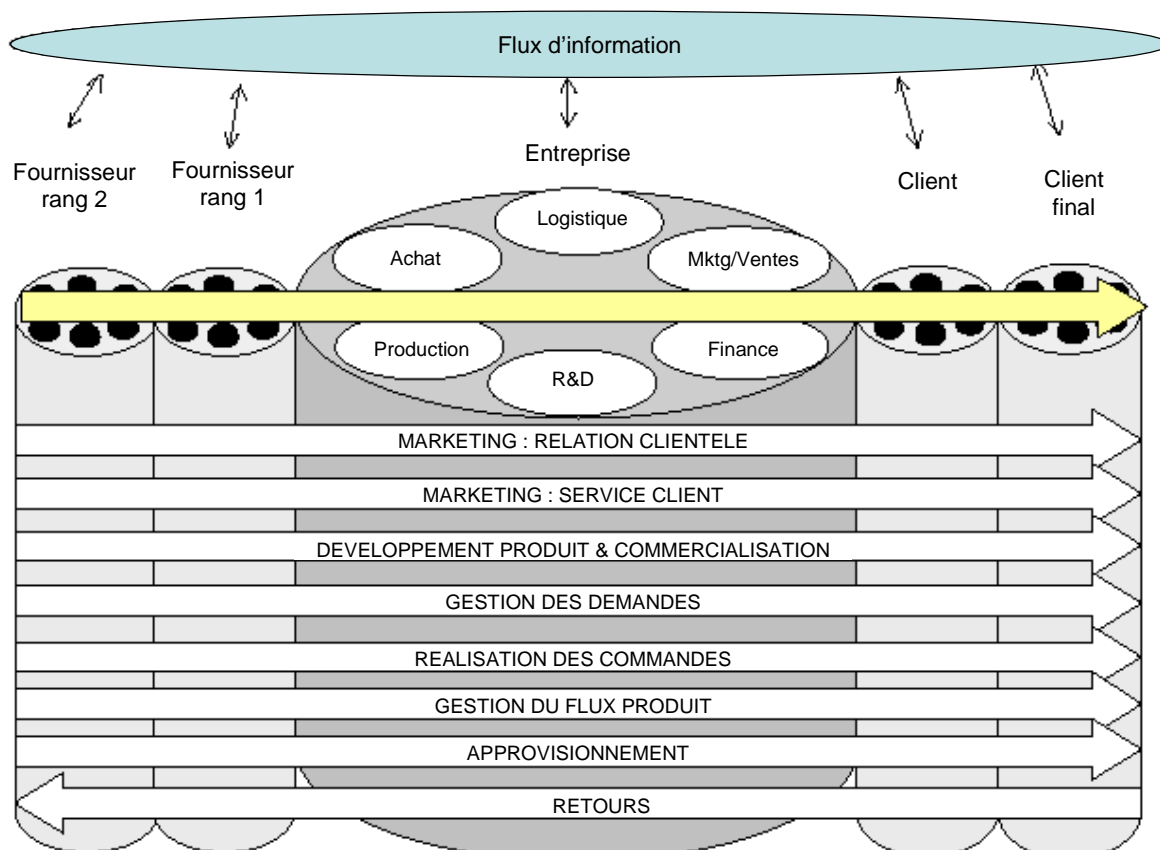 Flux d'information
Fournisseur
rang 2
Fournisseur
rang 1
Entreprise
Client
Client
final
Logistique
Achat
Mktg/Ventes
Production
Finance
R&D
MARKETING : RELATION CLIENTELE
MARKETING : SERVICE CLIENT
DEVELOPPEMENT PRODUIT & COMMERCIALISATION
GESTION DES DEMANDES
REALISATION DES COMMANDES
GESTION DU FLUX PRODUIT
APPROVISIONNEMENT
RETOURS